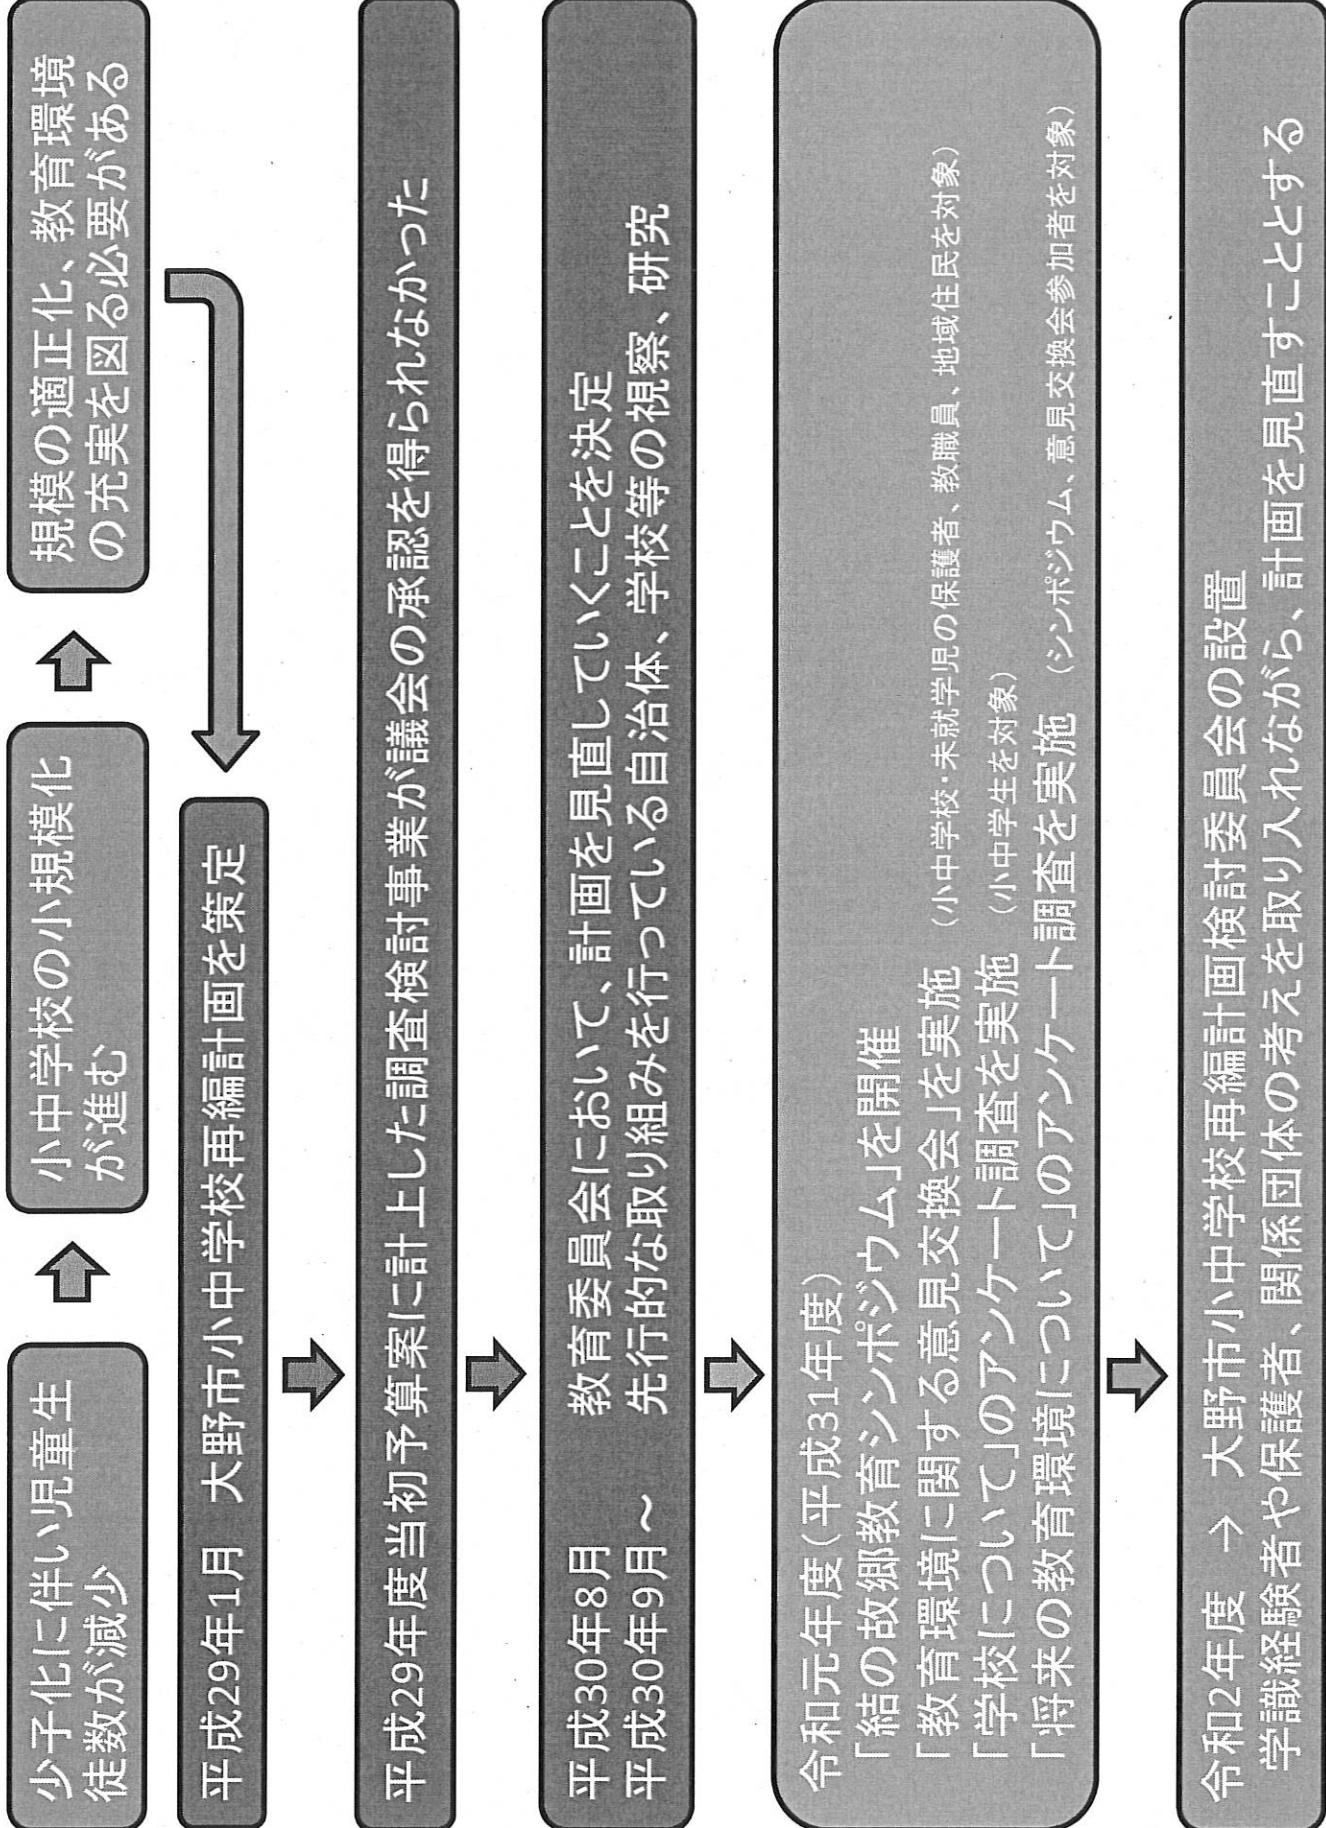 少子化に伴い児童生
徒数が減少
小中学校の小規模化
が進む
規模の適正化、教育環境
の充実を図る必要がある
平成29年1月 大野市小中学校再編計画を策定
平成29年度当初予算案に計上した調査検討事業が議会の承認を得られなかった
平成30年8月 教育委員会において、計画を見直していくことを決定
平成30年9月~ 先行的な取り組みを行っている自治体、学校等の視察、研究
令和元年度(平成31年度)
「結の故郷教育シンポジウム」を開催
「教育環境に関する意見交換会」を実施 (小中学校・未就学児の保護者、教職員、地域住民を対象)
「学校について」のアンケート調査を実施 (小中学生を対象)
「将来の教育環境について」のアンケート調査を実施 (シンポジウム、意見交換会参加者を対象)
令和2年度 → 大野市小中学校再編計画検討委員会の設置
学識経験者や保護者、関係団体の考えを取り入れながら、計画を見直すこととする